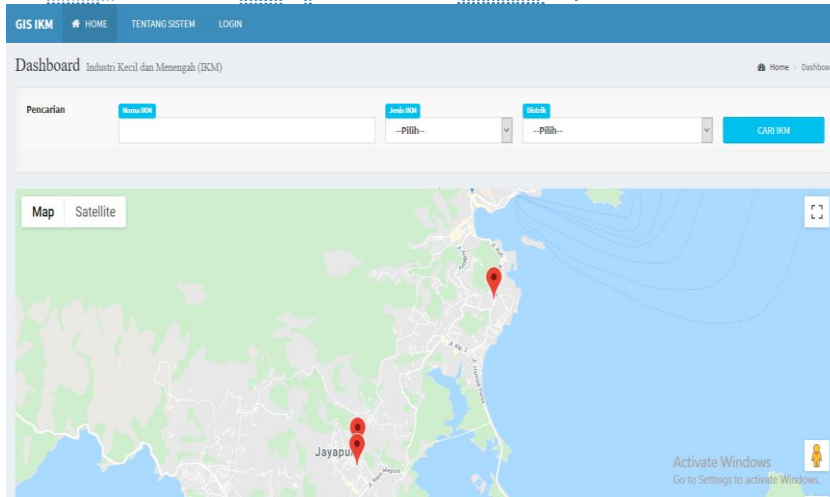 GIS IKM HOME TENTANG SISTEM LOGIN
Dashboard Industri Kecil dan Menengah (IKM)
Home > Dashboar
Pencarian
Nama IKM
Jenis IKM
Distrik
--Pilih--
--Pilih--
CARI IKM
Map Satellite
Jayapu
Activate Windows
Go to Settings to activate Windows.